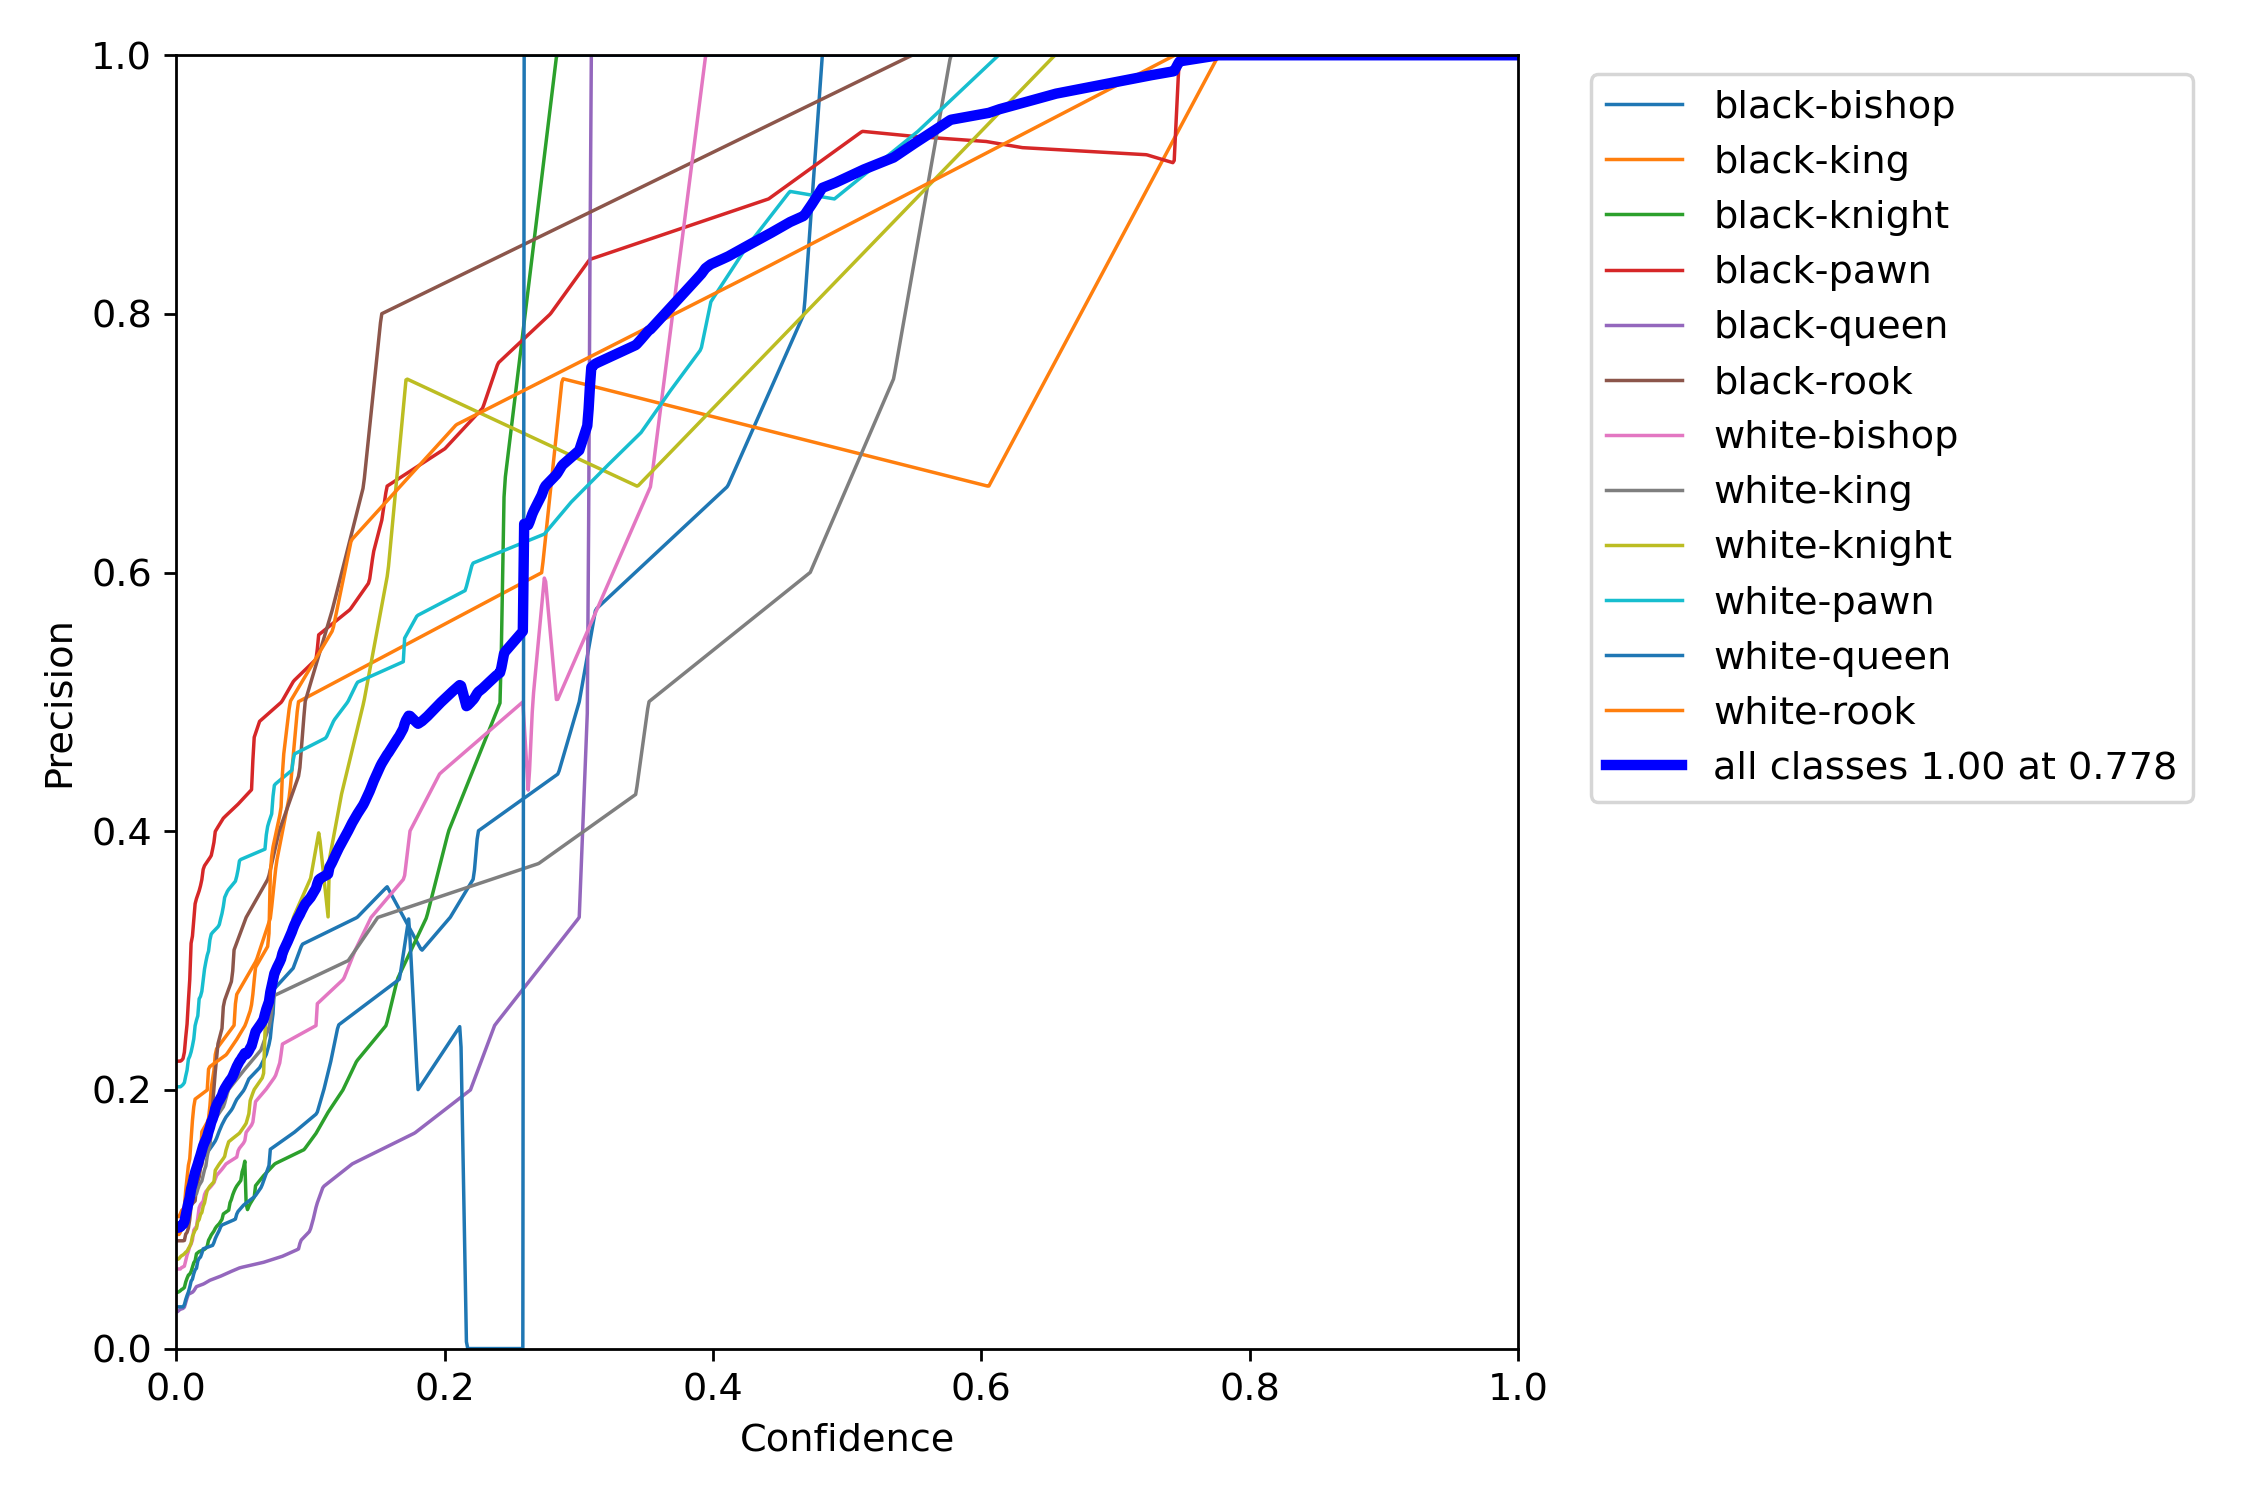 1.0
0.8
0.6
0.4
0.2
0.0
0.0 0.2 0.4 0.6 0.8 1.0
Precision
Confidence
black-bishop
black-king
black-knight
black-pawn
black-queen
black-rook
white-bishop
white-king
white-knight
white-pawn
white-queen
white-rook
all classes 1.00 at 0.778